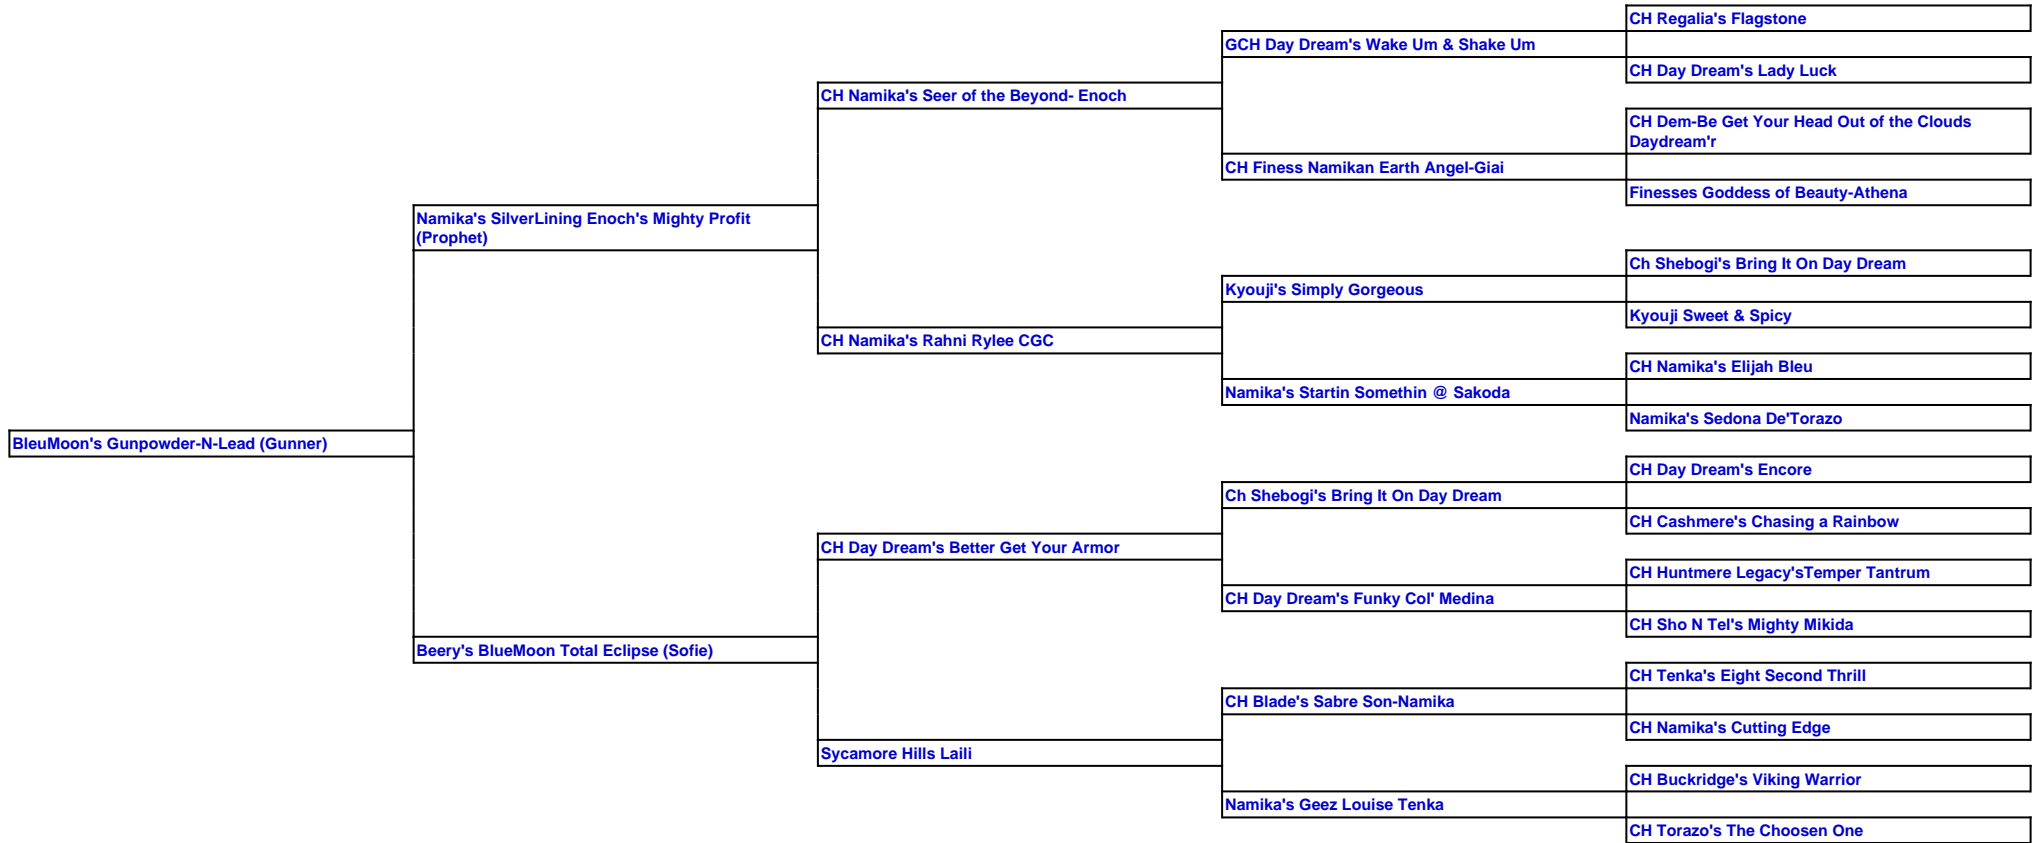 CH Regalia's Flagstone
GCH Day Dream's Wake Um & Shake Um
CH Day Dream's Lady Luck
CH Namika's Seer of the Beyond- Enoch
CH Dem-Be Get Your Head Out of the Clouds
Daydream'r
CH Finess Namikan Earth Angel-Giai
Finesses Goddess of Beauty-Athena
Namika's SilverLining Enoch's Mighty Profit
(Prophet)
Ch Shebogi's Bring It On Day Dream
Kyouji's Simply Gorgeous
Kyouji Sweet & Spicy
CH Namika's Rahni Rylee CGC
CH Namika's Elijah Bleu
Namika's Startin Somethin @ Sakoda
Namika's Sedona De'Torazo
BleuMoon's Gunpowder-N-Lead (Gunner)
CH Day Dream's Encore
Ch Shebogi's Bring It On Day Dream
CH Cashmere's Chasing a Rainbow
CH Day Dream's Better Get Your Armor
CH Huntmere Legacy'sTemper Tantrum
CH Day Dream's Funky Col' Medina
CH Sho N Tel's Mighty Mikida
Beery's BlueMoon Total Eclipse (Sofie)
CH Tenka's Eight Second Thrill
CH Blade's Sabre Son-Namika
CH Namika's Cutting Edge
Sycamore Hills Laili
CH Buckridge's Viking Warrior
Namika's Geez Louise Tenka
CH Torazo's The Choosen One